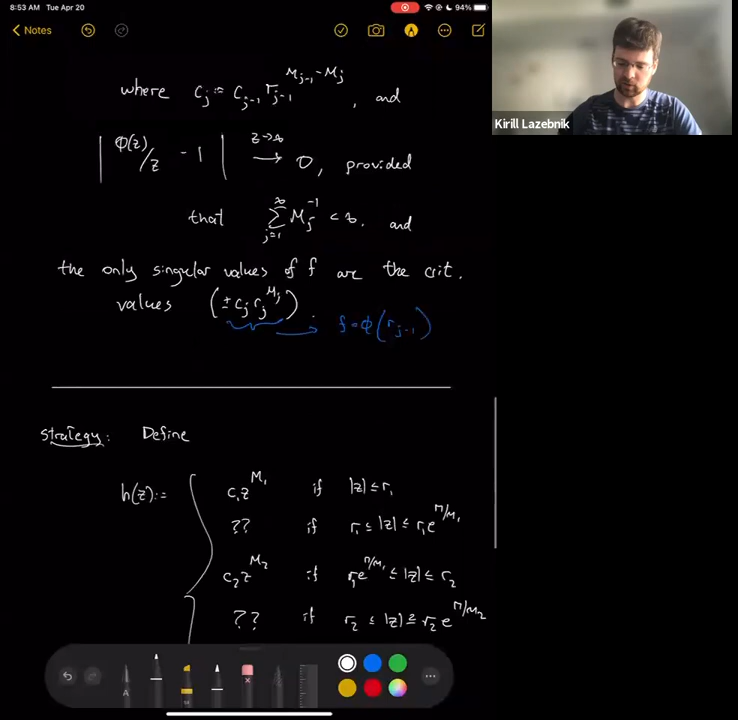 8:53 AM Tue Apr 20
94%
Notes
where c_j := c_{j-1} r_{j-1}^{M_{j-1} - M_j}, and
| φ(z)/z - 1 | \xrightarrow{z→∞} 0, provided
that \sum_{j=1}^{∞} M_j^{-1} < ∞. and
the only singular values of f are the crit.
values (± c_j r_j^{M_j}). → f∘φ(r_{j-1})
Kirill Lazebnik
Strategy: Define
h(z) := { c_1 z^{M_1} if |z| ≤ r_1
?? if r_1 ≤ |z| ≤ r_1 e^{π/M_1}
c_2 z^{M_2} if r_1 e^{π/M_1} ≤ |z| ≤ r_2
?? if r_2 ≤ |z| ≤ r_2 e^{π/M_2}
A